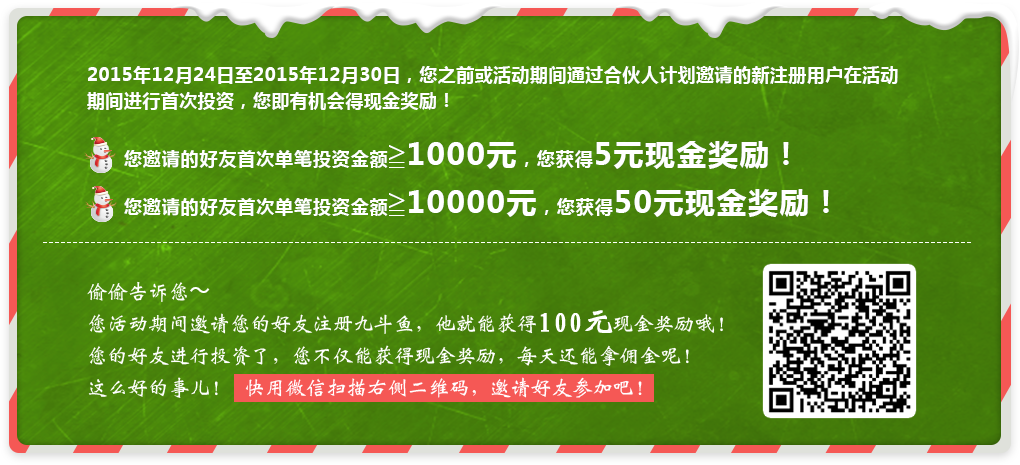 2015年12月24日至2015年12月30日，您之前或活动期间通过合伙人计划邀请的新注册用户在活动
期间进行首次投资，您即有机会得现金奖励！
您邀请的好友首次单笔投资金额≧1000元，您获得5元现金奖励！
您邀请的好友首次单笔投资金额≧10000元，您获得50元现金奖励！
偷偷告诉您～
您活动期间邀请您的好友注册九斗鱼，他就能获得100元现金奖励哦！
您的好友进行投资了，您不仅能获得现金奖励，每天还能拿佣金呢！
这么好的事儿！ 快用微信扫描右侧二维码，邀请好友参加吧！